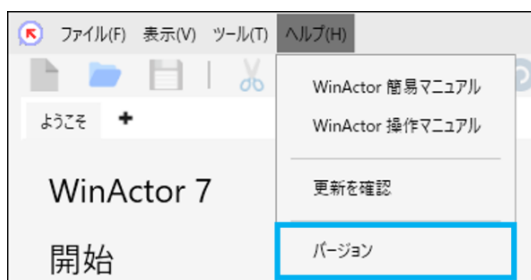 ファイル(F) 表示(V) ツール(T) ヘルプ(H)
WinActor 簡易マニュアル
WinActor 操作マニュアル
更新を確認
バージョン
ようこそ
WinActor 7
開始